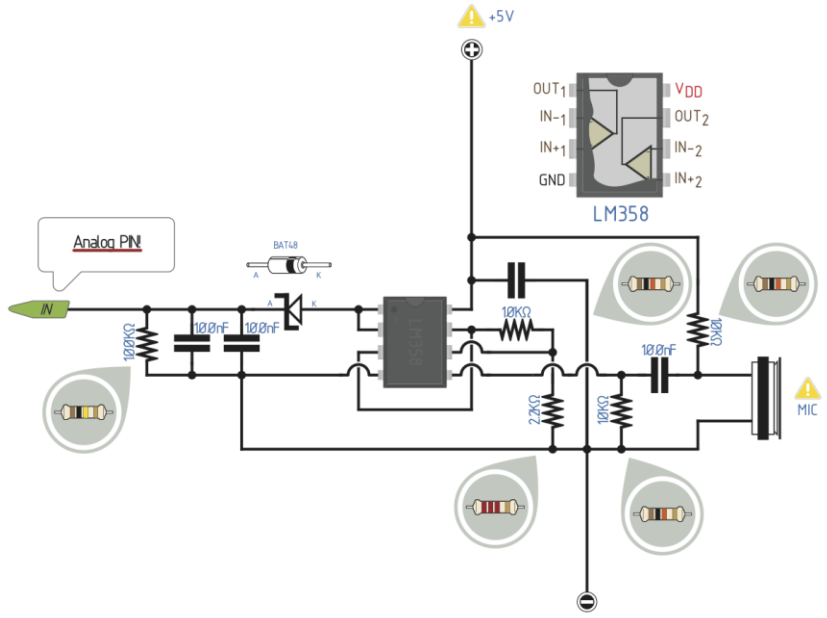 +5V
OUT1
VDD
IN-1
OUT2
IN+1
IN-2
GND
IN+2
LM358
Analog PIN!
BAT48
A
K
IN
A
K
100KΩ
100nF
100nF
LM358
10KΩ
10KΩ
100nF
2.2KΩ
10KΩ
MIC